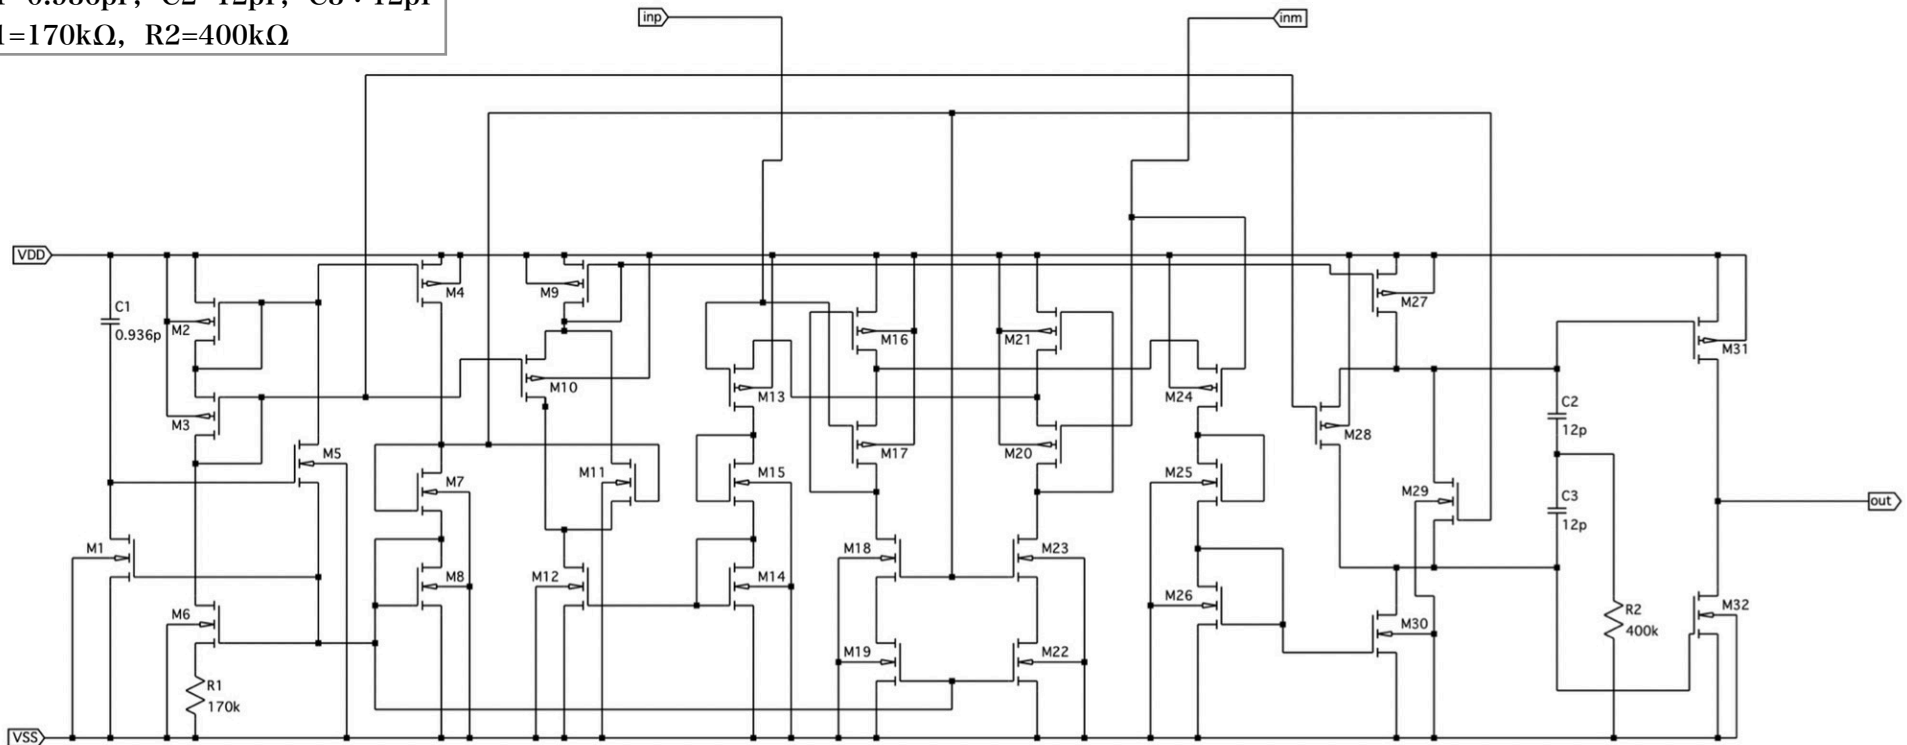 1=170kΩ, R2=400kΩ
inp
inm
VDD
C1
0.936p
M2
M4
M9
M27
M16
M21
M31
M10
M13
M24
M3
C2
12p
M28
M5
M17
M20
M7
M11
M15
M25
M29
C3
12p
out
M1
M18
M23
M8
M12
M14
M26
M6
M30
R2
400k
M32
M19
M22
R1
170k
VSS